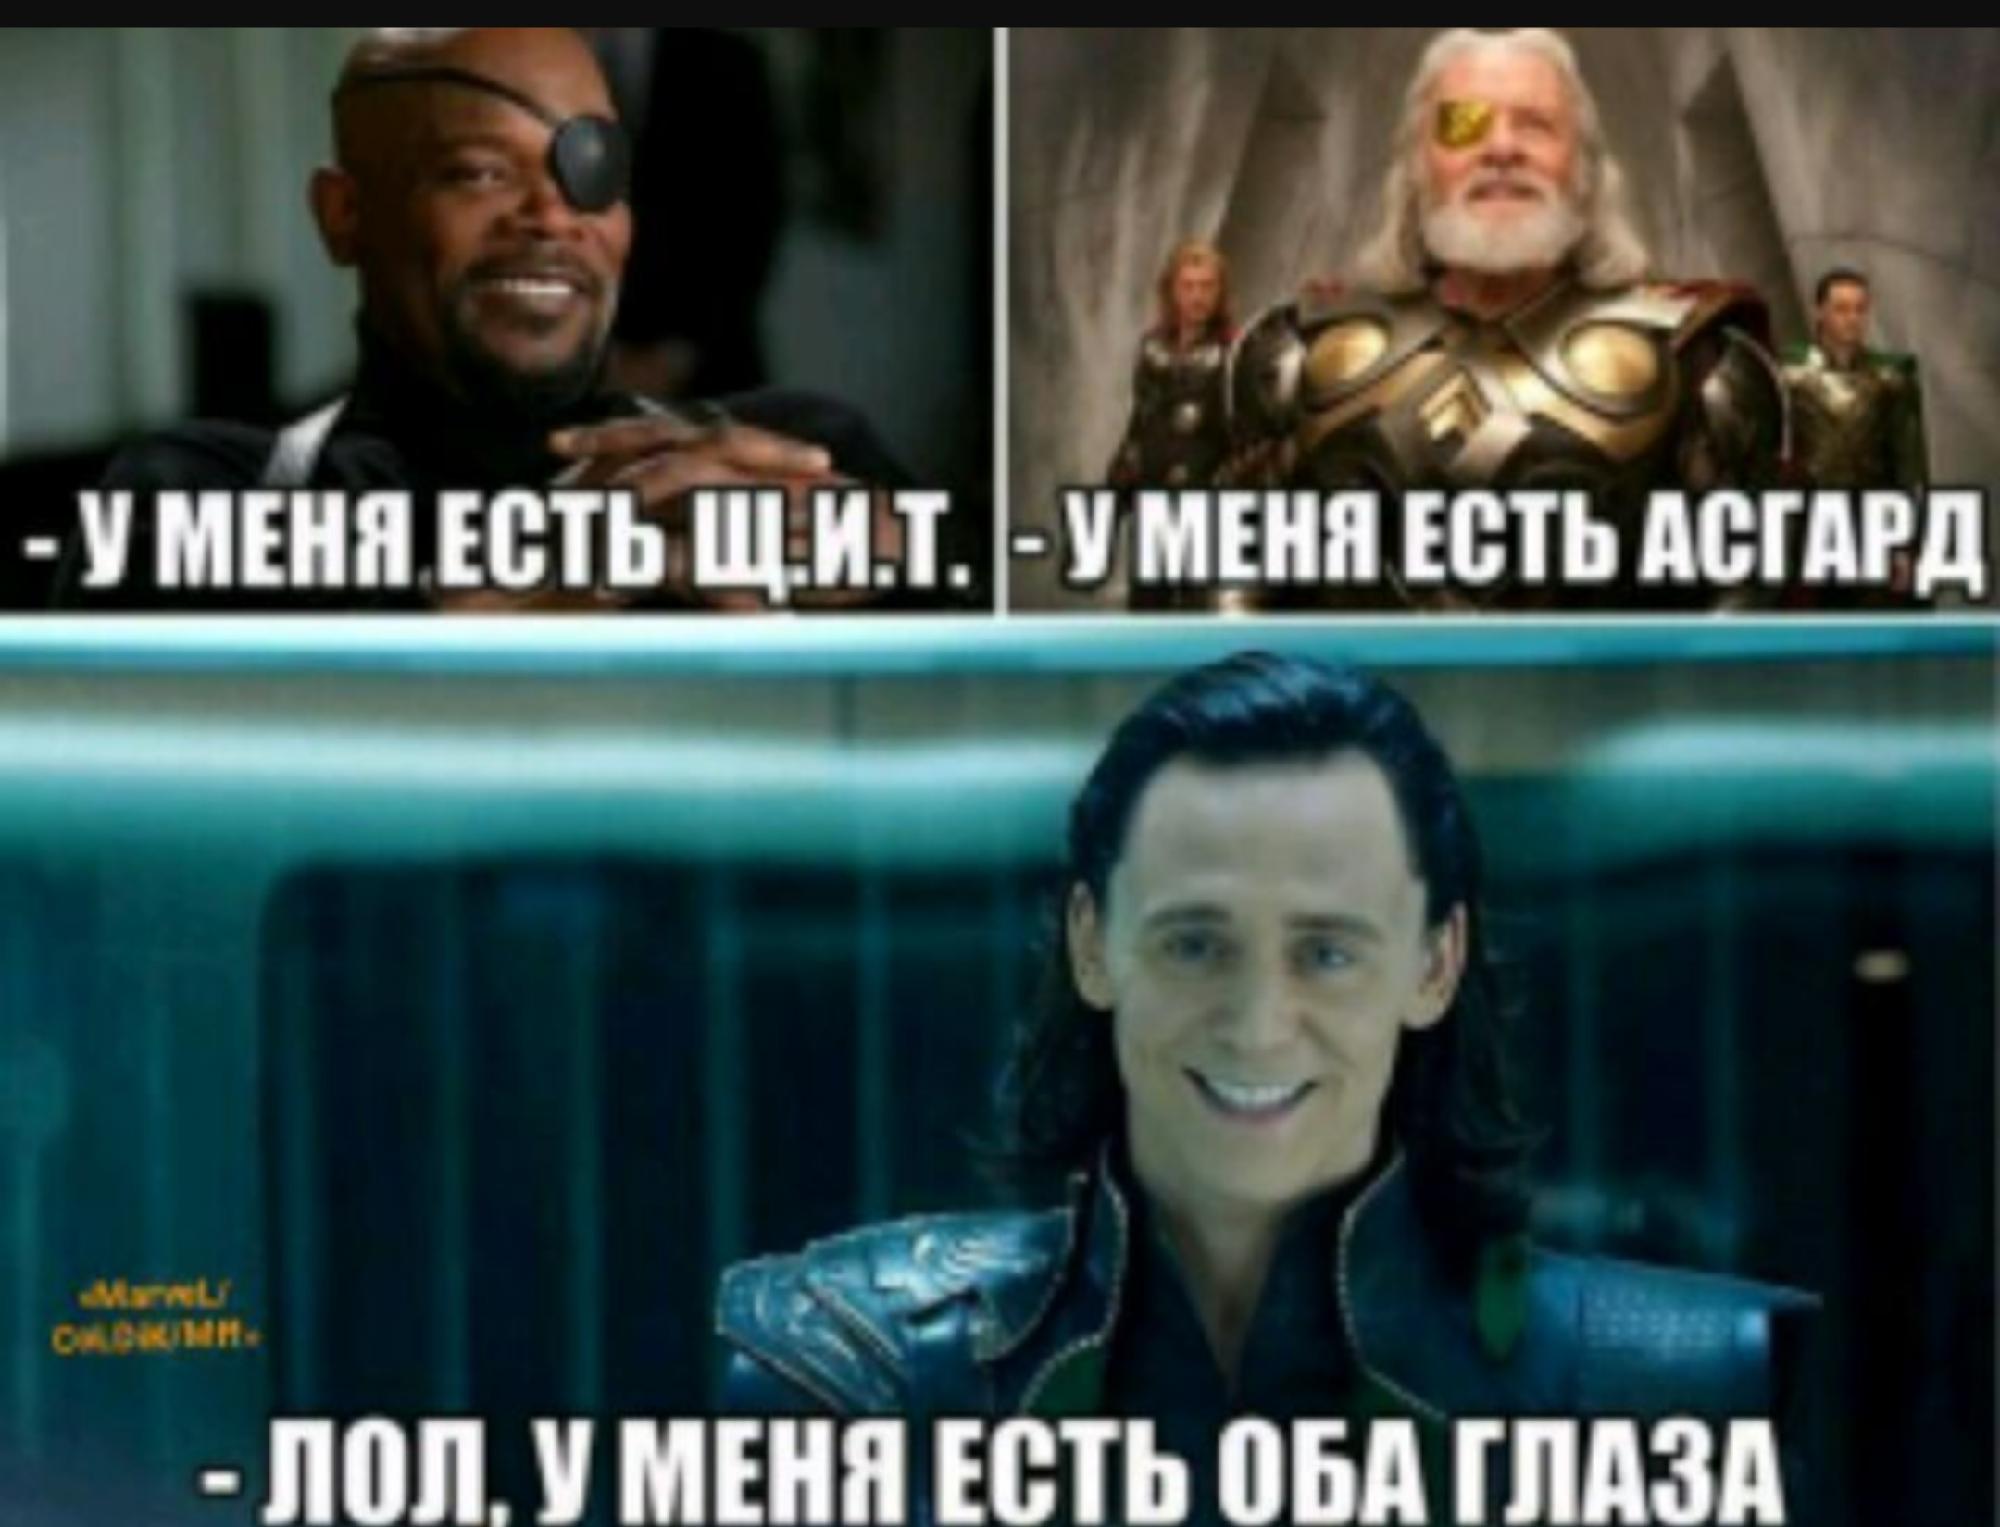 - У МЕНЯ ЕСТЬ Щ.И.Т.
- У МЕНЯ ЕСТЬ АСГАРД
- ЛОЛ, У МЕНЯ ЕСТЬ ОБА ГЛАЗА